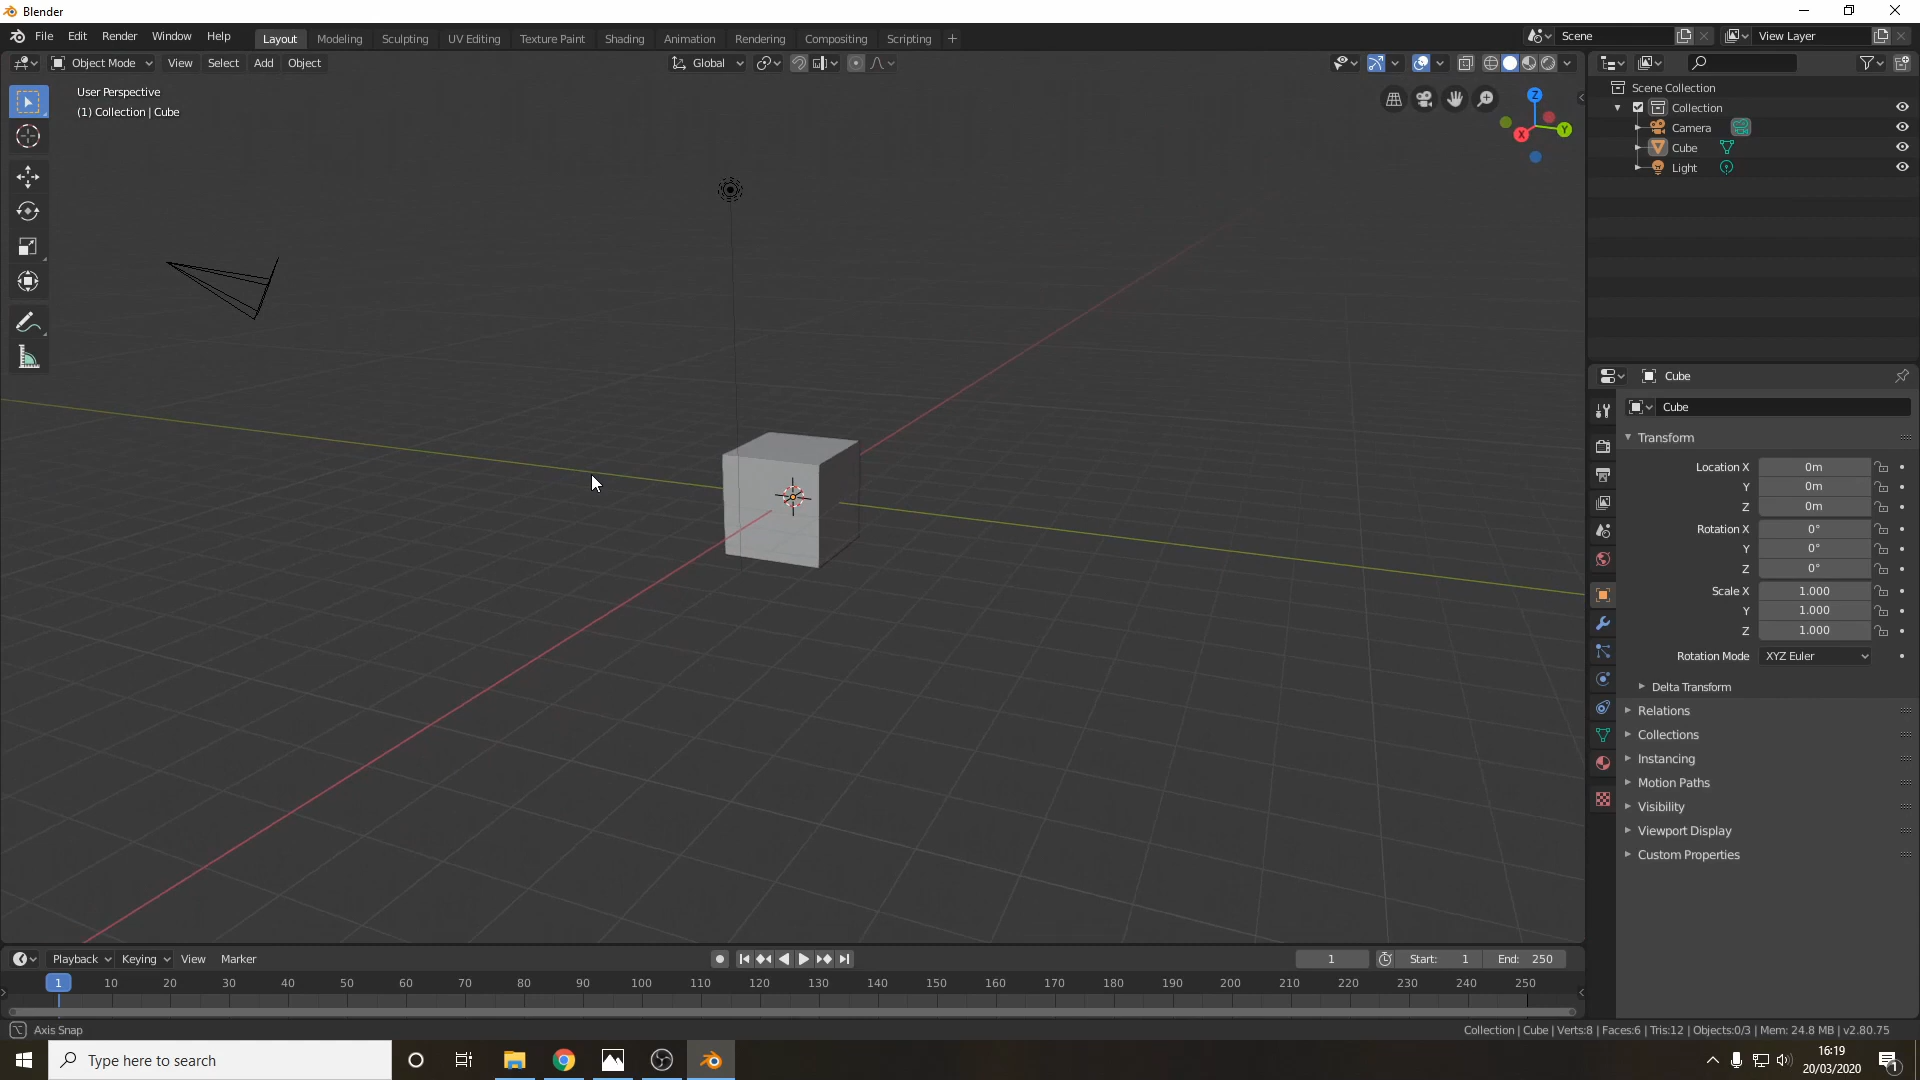 Blender
File Edit Render Window Help
Layout Modeling Sculpting UV Editing Texture Paint Shading Animation Rendering Compositing Scripting +
Scene
View Layer
Object Mode View Select Add Object
Global
User Perspective
(1) Collection | Cube
Z
Y
X
Scene Collection
Collection
Camera
Cube
Light
Cube
Cube
Transform
Location X 0m
Y 0m
Z 0m
Rotation X 0°
Y 0°
Z 0°
Scale X 1.000
Y 1.000
Z 1.000
Rotation Mode XYZ Euler
Delta Transform
Relations
Collections
Instancing
Motion Paths
Visibility
Viewport Display
Custom Properties
Playback Keying View Marker
1
Start: 1
End: 250
1 10 20 30 40 50 60 70 80 90 100 110 120 130 140 150 160 170 180 190 200 210 220 230 240 250
Axis Snap
Collection | Cube | Verts:8 | Faces:6 | Tris:12 | Objects:0/3 | Mem: 24.8 MB | v2.80.75
Type here to search
16:19
20/03/2020
1